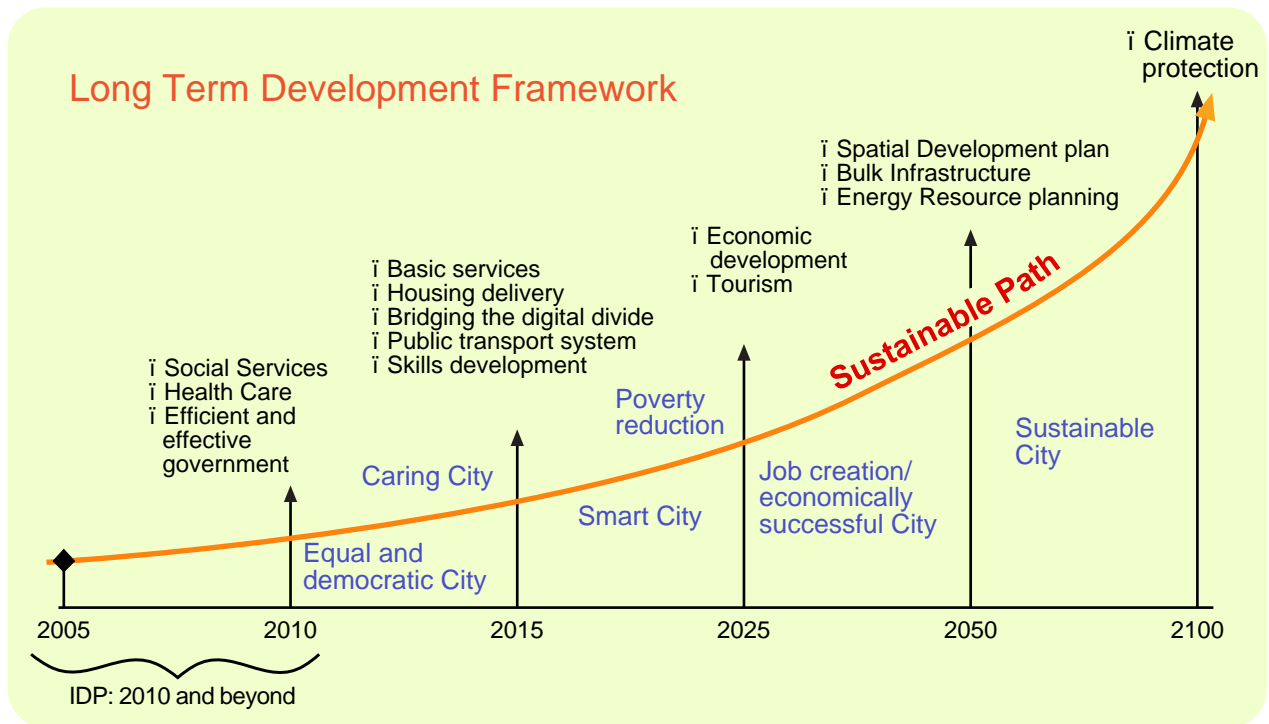 Long Term Development Framework
ï Climate
protection
ï Spatial Development plan
ï Bulk Infrastructure
ï Energy Resource planning
ï Economic
development
ï Tourism
ï Basic services
ï Housing delivery
ï Bridging the digital divide
ï Public transport system
ï Skills development
ï Social Services
ï Health Care
ï Efficient and
effective
government
Sustainable Path
Poverty
reduction
Caring City
Smart City
Job creation/
economically
successful City
Sustainable
City
Equal and
democratic City
2005 2010 2015 2025 2050 2100
IDP: 2010 and beyond